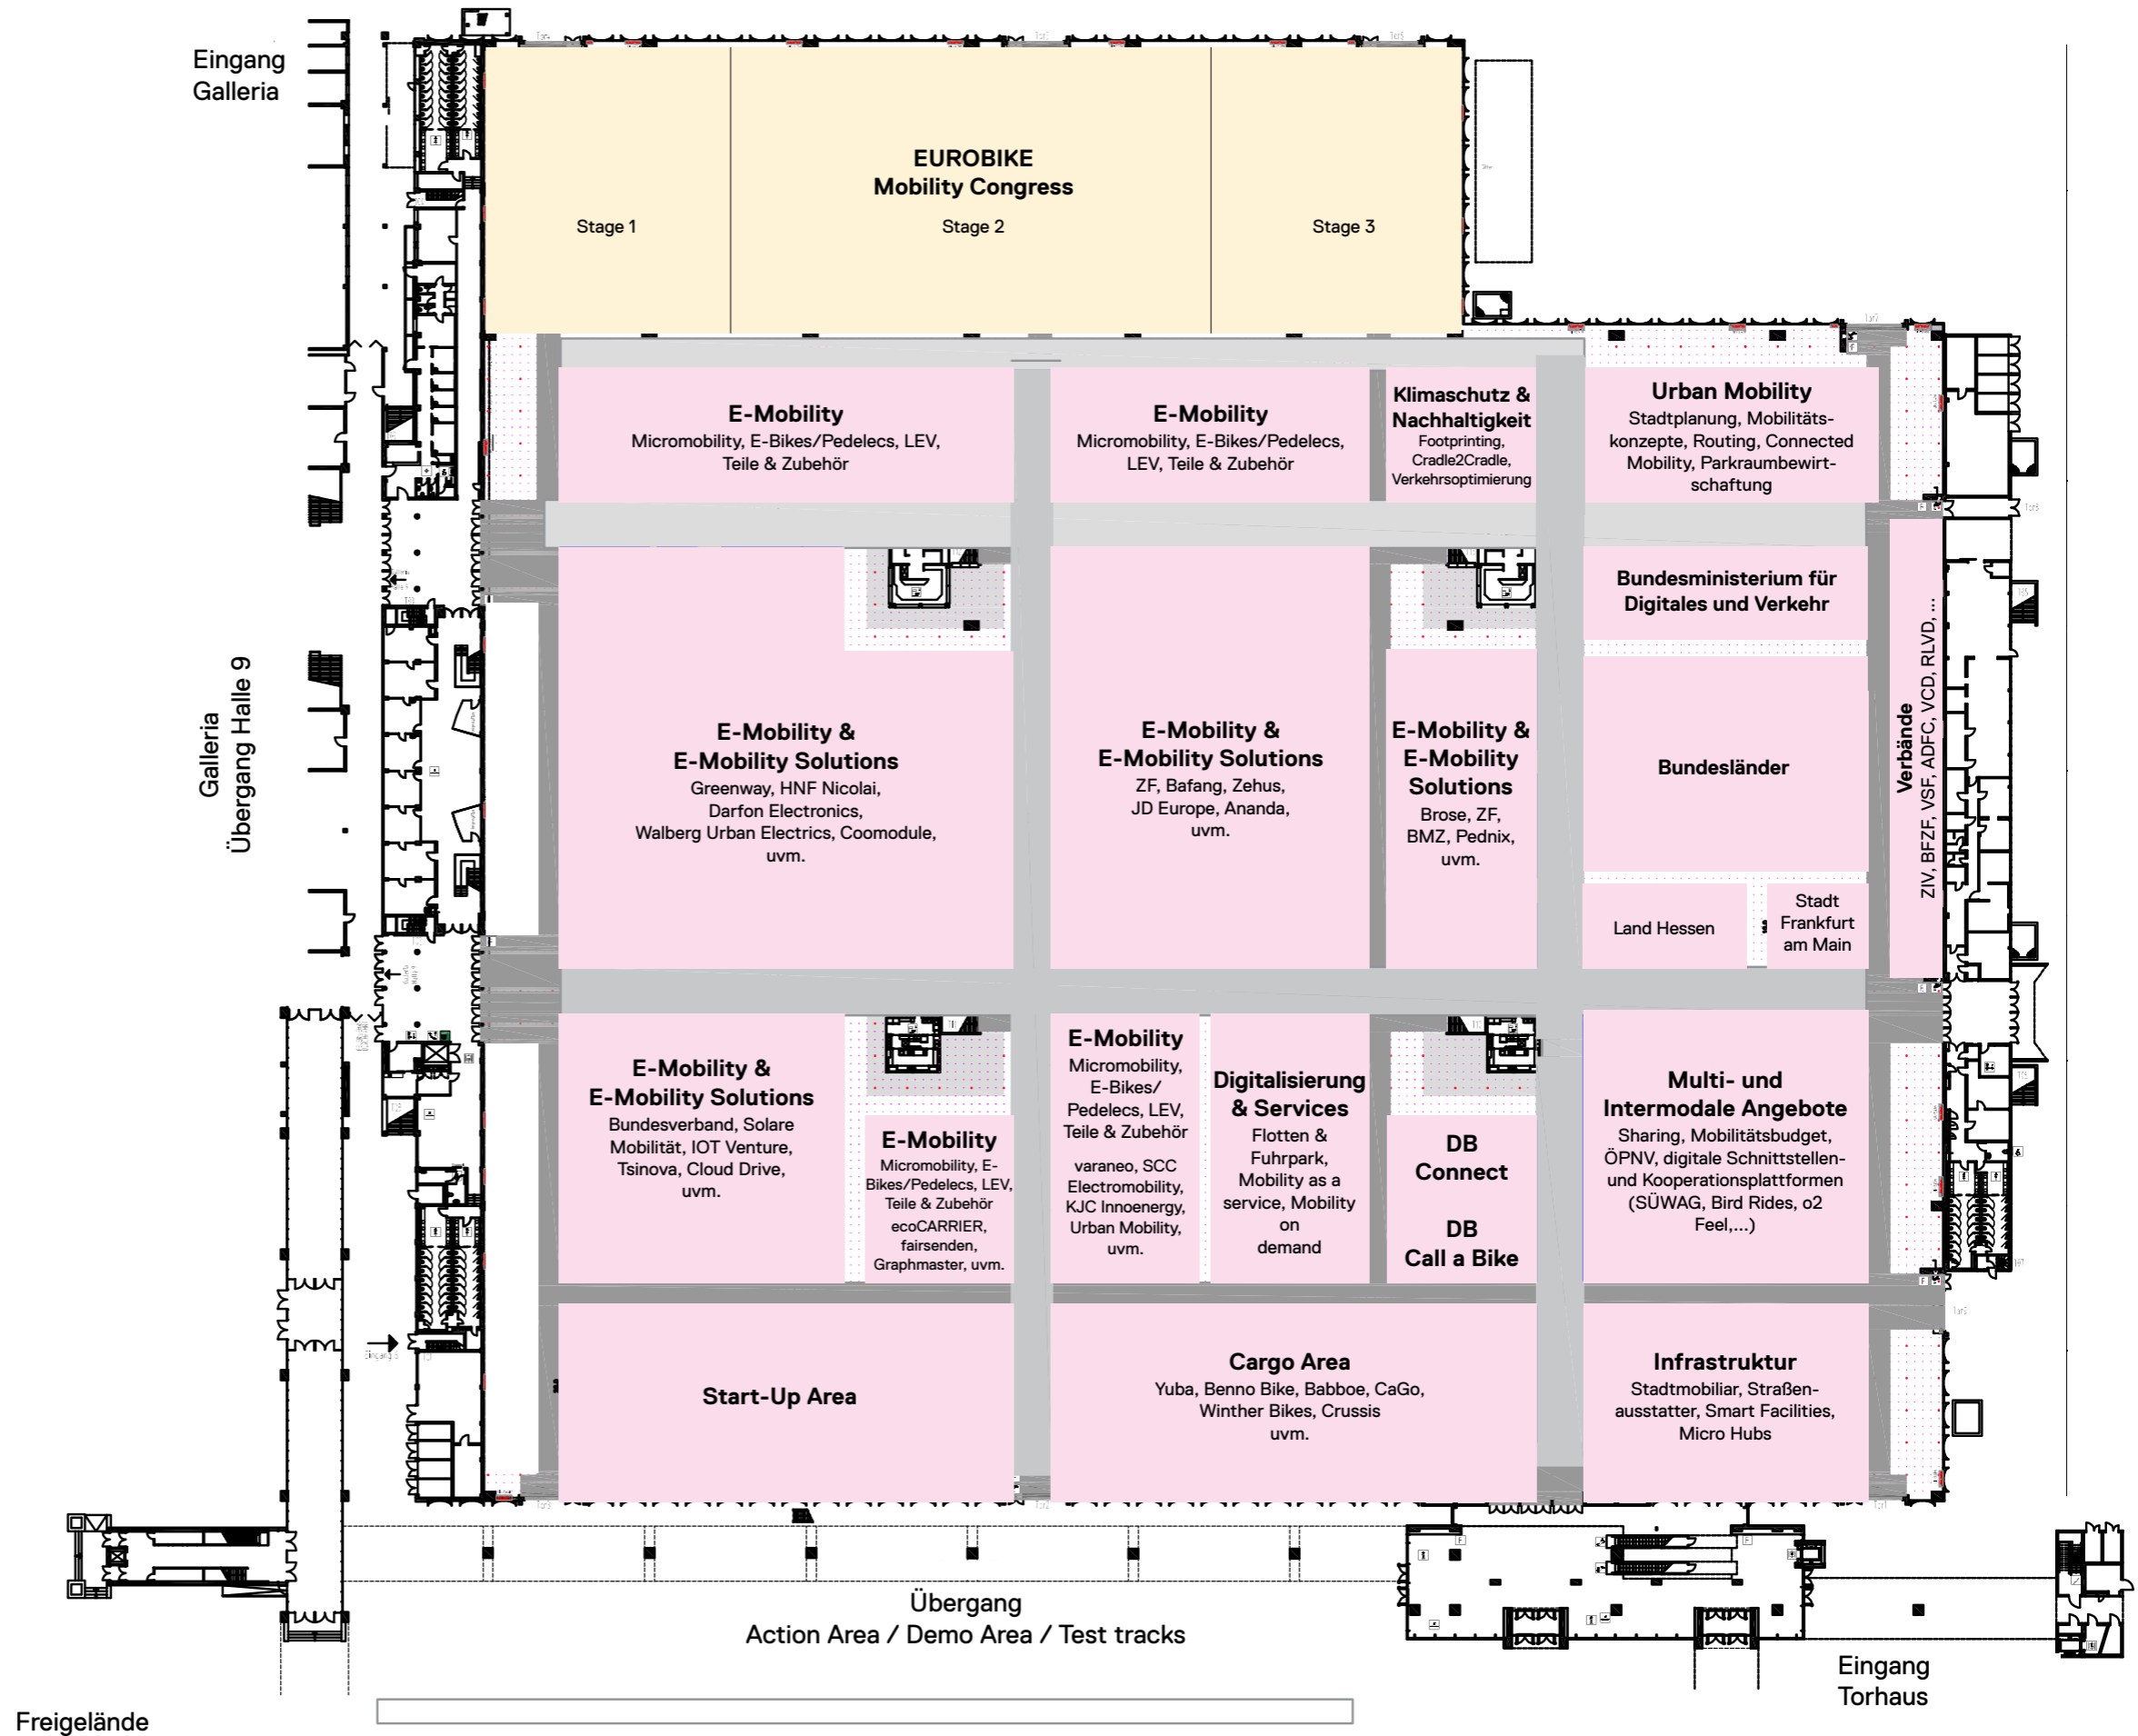 Eingang
Galleria
EUROBIKE
Mobility Congress
Stage 1
Stage 2
Stage 3
E-Mobility
Micromobility, E-Bikes/Pedelecs, LEV,
Teile & Zubehör
E-Mobility
Micromobility, E-Bikes/Pedelecs,
LEV, Teile & Zubehör
Klimaschutz &
Nachhaltigkeit
Footprinting,
Cradle2Cradle,
Verkehrsoptimierung
Urban Mobility
Stadtplanung, Mobilitäts-
konzepte, Routing, Connected
Mobility, Parkraumbewirt-
schaftung
Galleria
Übergang Halle 9
E-Mobility &
E-Mobility Solutions
Greenway, HNF Nicolai,
Darfon Electronics,
Walberg Urban Electrics, Coomodule,
uvm.
E-Mobility &
E-Mobility Solutions
ZF, Bafang, Zehus,
JD Europe, Ananda,
uvm.
E-Mobility &
E-Mobility
Solutions
Brose, ZF,
BMZ, Pednix,
uvm.
Bundesministerium für
Digitales und Verkehr
Bundesländer
Land Hessen
Stadt
Frankfurt
am Main
Verbände
ZIV, BFZF, VSF, ADFC, VCD, RLVD, ...
E-Mobility &
E-Mobility Solutions
Bundesverband, Solare
Mobilität, IOT Venture,
Tsinova, Cloud Drive,
uvm.
E-Mobility
Micromobility, E-
Bikes/Pedelecs, LEV,
Teile & Zubehör
ecoCARRIER,
fairsenden,
Graphmaster, uvm.
E-Mobility
Micromobility,
E-Bikes/
Pedelecs, LEV,
Teile & Zubehör
varaneo, SCC
Electromobility,
KJC Innoenergy,
Urban Mobility,
uvm.
Digitalisierung
& Services
Flotten &
Fuhrpark,
Mobility as a
service, Mobility
on
demand
DB
Connect
DB
Call a Bike
Multi- und
Intermodale Angebote
Sharing, Mobilitätsbudget,
ÖPNV, digitale Schnittstellen-
und Kooperationsplattformen
(SÜWAG, Bird Rides, o2
Feel,...)
Start-Up Area
Cargo Area
Yuba, Benno Bike, Babboe, CaGo,
Winther Bikes, Crussis
uvm.
Infrastruktur
Stadtmobiliar, Straßen-
ausstatter, Smart Facilities,
Micro Hubs
Übergang
Action Area / Demo Area / Test tracks
Eingang
Torhaus
Freigelände